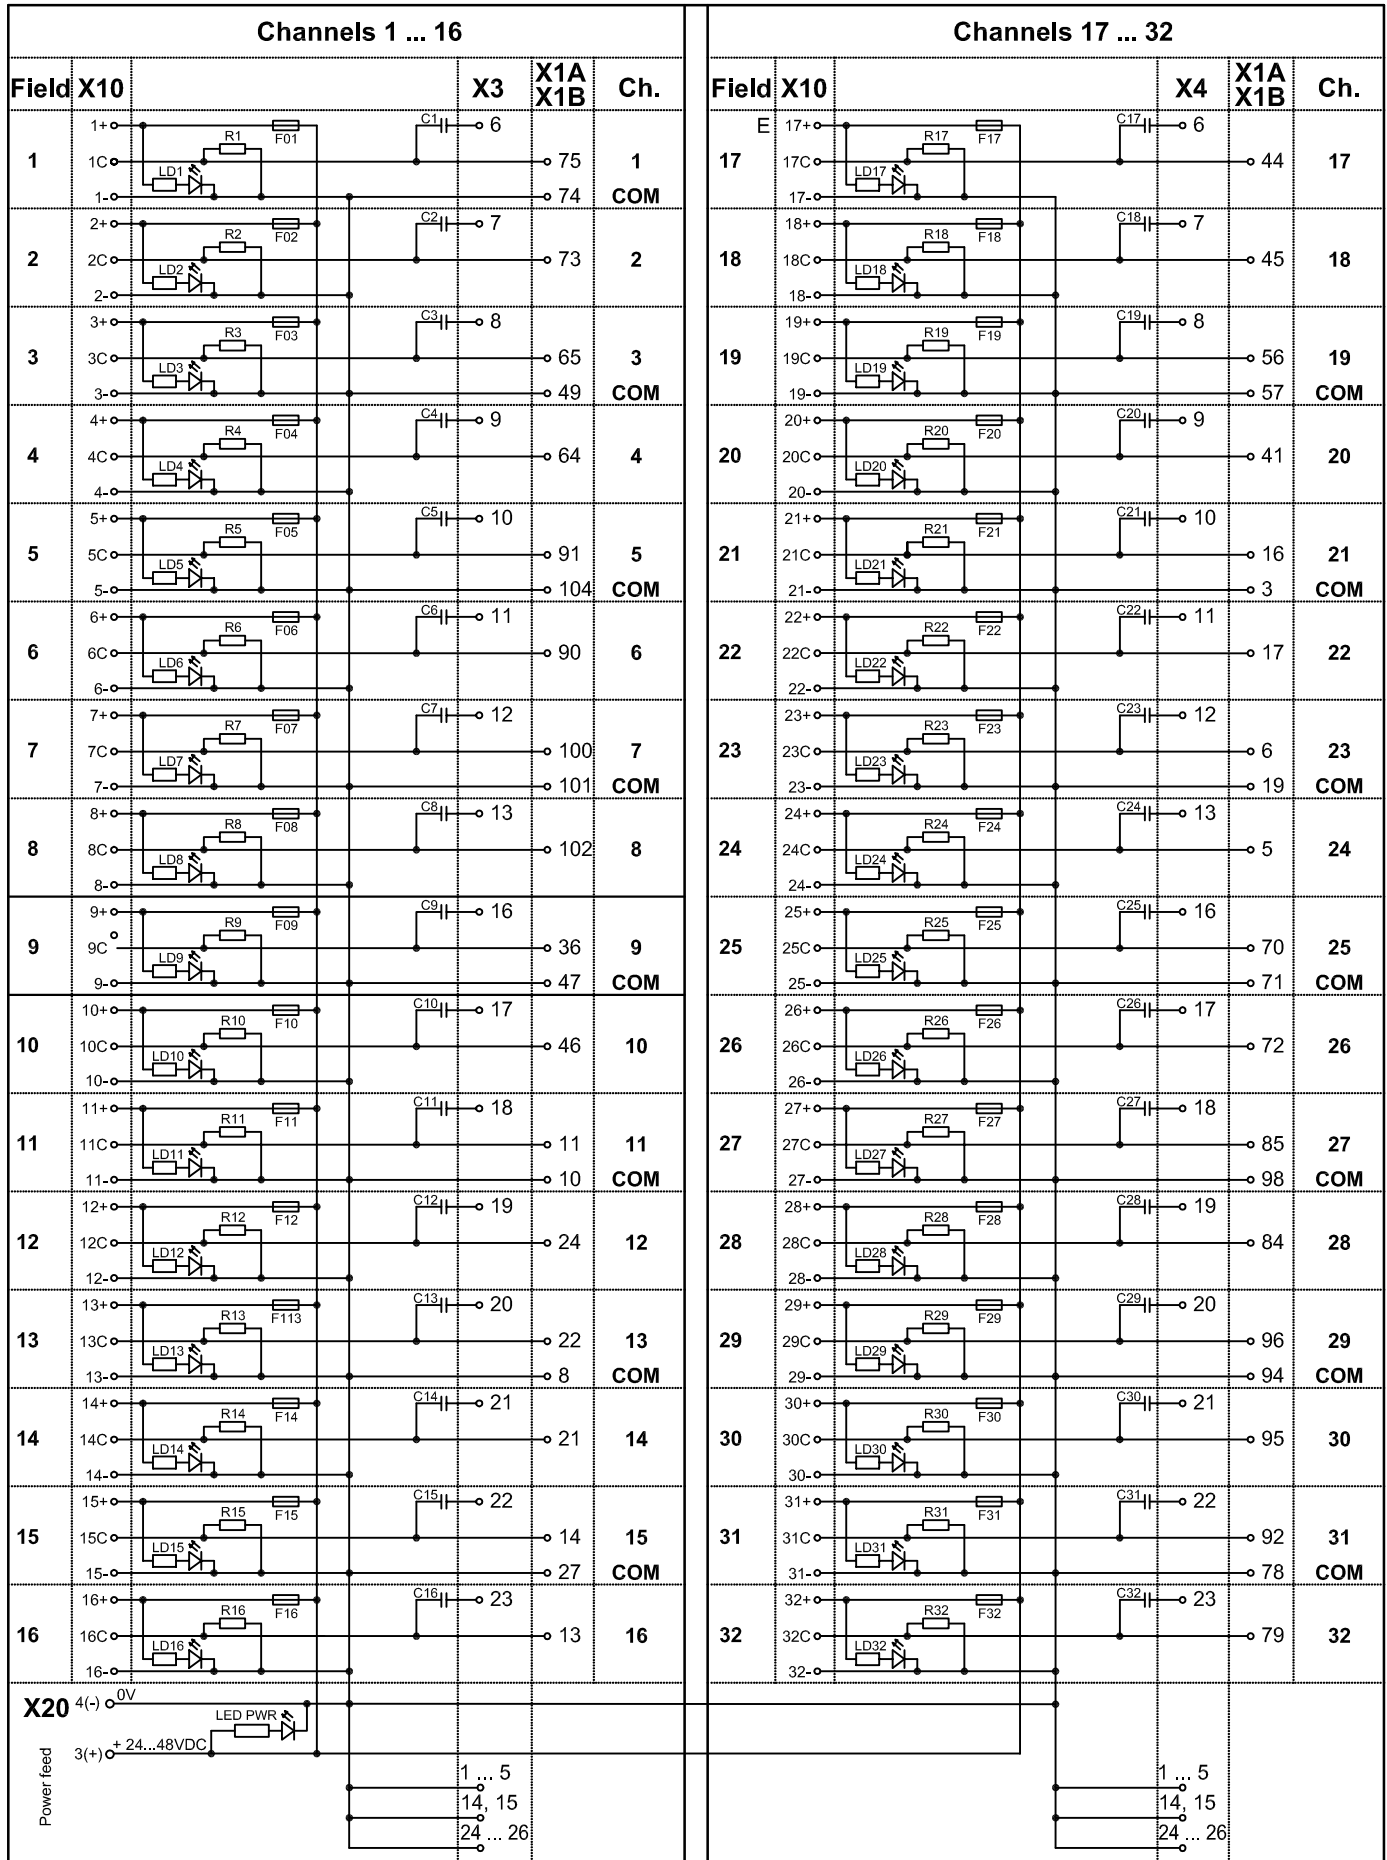 Channels 1 ... 16
Field X10 X3 X1A X1B Ch.
1+ C1 6
R1 F01
1 1C 75 1
LD1
1- 74 COM
2+ C2 7
R2 F02
2 2C 73 2
LD2
2-
3+ C3 8
R3 F03
3 3C 65 3
LD3
3- 49 COM
4+ C4 9
R4 F04
4 4C 64 4
LD4
4-
5+ C5 10
R5 F05
5 5C 91 5
LD5
5- 104 COM
6+ C6 11
R6 F06
6 6C 90 6
LD6
6-
7+ C7 12
R7 F07
7 7C 100 7
LD7
7- 101 COM
8+ C8 13
R8 F08
8 8C 102 8
LD8
8-
9+ C9 16
R9 F09
9 9C 36 9
LD9
9- 47 COM
10+ C10 17
R10 F10
10 10C 46 10
LD10
10-
11+ C11 18
R11 F11
11 11C 11 11
LD11
11- 10 COM
12+ C12 19
R12 F12
12 12C 24 12
LD12
12-
13+ C13 20
R13 F113
13 13C 22 13
LD13
13- 8 COM
14+ C14 21
R14 F14
14 14C 21 14
LD14
14-
15+ C15 22
R15 F15
15 15C 14 15
LD15
15- 27 COM
16+ C16 23
R16 F16
16 16C 13 16
LD16
16-
Channels 17 ... 32
Field X10 X4 X1A X1B Ch.
E 17+ C17 6
R17 F17
17 17C 44 17
LD17
17-
18+ C18 7
R18 F18
18 18C 45 18
LD18
18-
19+ C19 8
R19 F19
19 19C 56 19
LD19
19- 57 COM
20+ C20 9
R20 F20
20 20C 41 20
LD20
20-
21+ C21 10
R21 F21
21 21C 16 21
LD21
21- 3 COM
22+ C22 11
R22 F22
22 22C 17 22
LD22
22-
23+ C23 12
R23 F23
23 23C 6 23
LD23
23- 19 COM
24+ C24 13
R24 F24
24 24C 5 24
LD24
24-
25+ C25 16
R25 F25
25 25C 70 25
LD25
25- 71 COM
26+ C26 17
R26 F26
26 26C 72 26
LD26
26-
27+ C27 18
R27 F27
27 27C 85 27
LD27
27- 98 COM
28+ C28 19
R28 F28
28 28C 84 28
LD28
28-
29+ C29 20
R29 F29
29 29C 96 29
LD29
29- 94 COM
30+ C30 21
R30 F30
30 30C 95 30
LD30
30-
31+ C31 22
R31 F31
31 31C 92 31
LD31
31- 78 COM
32+ C32 23
R32 F32
32 32C 79 32
LD32
32-
X20 4(-) 0V
LED PWR
3(+) + 24...48VDC
Power feed
1 ... 5
14, 15
24 ... 26
1 ... 5
14, 15
24 ... 26